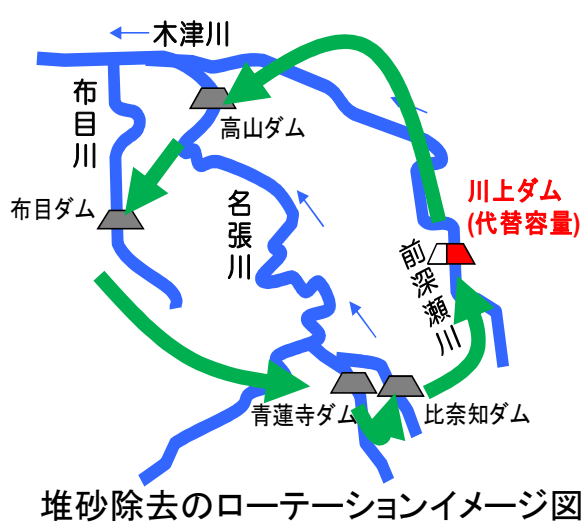 木津川
布目川
高山ダム
布目ダム
名張川
川上ダム
(代替容量)
前深瀬川
青蓮寺ダム
比奈知ダム
堆砂除去のローテーションイメージ図